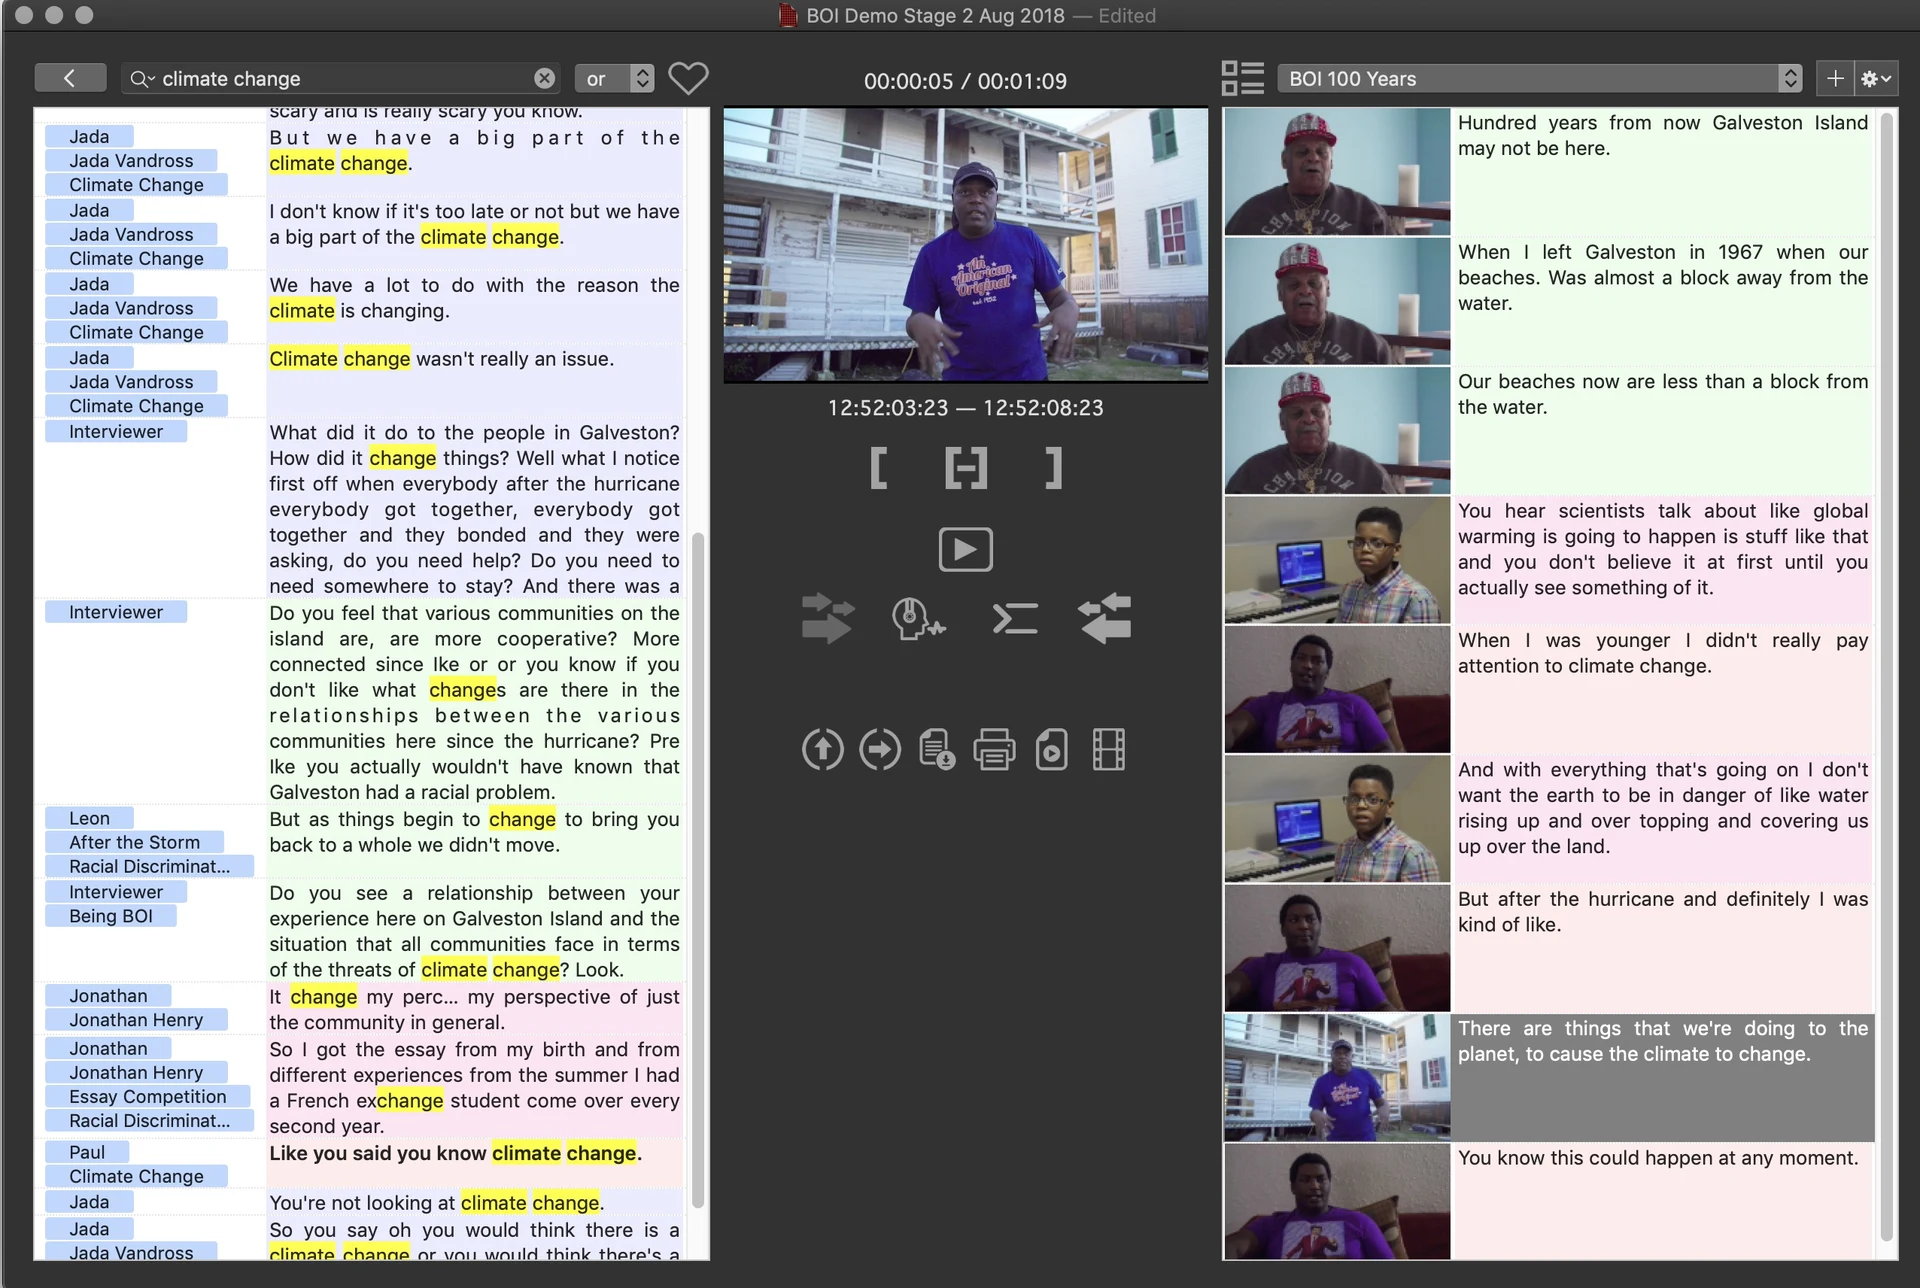 BOI Demo Stage 2 Aug 2018 — Edited
climate change
or
00:00:05 / 00:01:09
BOI 100 Years
scary and is really scary you know.
Jada
Jada Vandross
Climate Change
But we have a big part of the
climate change.
Jada
Jada Vandross
Climate Change
I don't know if it's too late or not but we have
a big part of the climate change.
Jada
Jada Vandross
Climate Change
We have a lot to do with the reason the
climate is changing.
Jada
Jada Vandross
Climate Change
Climate change wasn't really an issue.
Interviewer
What did it do to the people in Galveston?
How did it change things? Well what I notice
first off when everybody after the hurricane
everybody got together, everybody got
together and they bonded and they were
asking, do you need help? Do you need to
need somewhere to stay? And there was a
Interviewer
Do you feel that various communities on the
island are, are more cooperative? More
connected since Ike or or you know if you
don't like what changes are there in the
relationships between the various
communities here since the hurricane? Pre
Ike you actually wouldn't have known that
Galveston had a racial problem.
Leon
After the Storm
Racial Discriminat...
But as things begin to change to bring you
back to a whole we didn't move.
Interviewer
Being BOI
Do you see a relationship between your
experience here on Galveston Island and the
situation that all communities face in terms
of the threats of climate change? Look.
Jonathan
Jonathan Henry
It change my perc... my perspective of just
the community in general.
Jonathan
Jonathan Henry
Essay Competition
Racial Discriminat...
So I got the essay from my birth and from
different experiences from the summer I had
a French exchange student come over every
second year.
Paul
Climate Change
Like you said you know climate change.
Jada
You're not looking at climate change.
Jada
Jada Vandross
So you say oh you would think there is a
climate change or you would think there's a
An
American
Original
est 1952
12:52:03:23 — 12:52:08:23
CHAMPION
Hundred years from now Galveston Island
may not be here.
CHAMPION
When I left Galveston in 1967 when our
beaches. Was almost a block away from the
water.
CHAMPION
Our beaches now are less than a block from
the water.
You hear scientists talk about like global
warming is going to happen is stuff like that
and you don't believe it at first until you
actually see something of it.
When I was younger I didn't really pay
attention to climate change.
And with everything that's going on I don't
want the earth to be in danger of like water
rising up and over topping and covering us
up over the land.
But after the hurricane and definitely I was
kind of like.
There are things that we're doing to the
planet, to cause the climate to change.
You know this could happen at any moment.